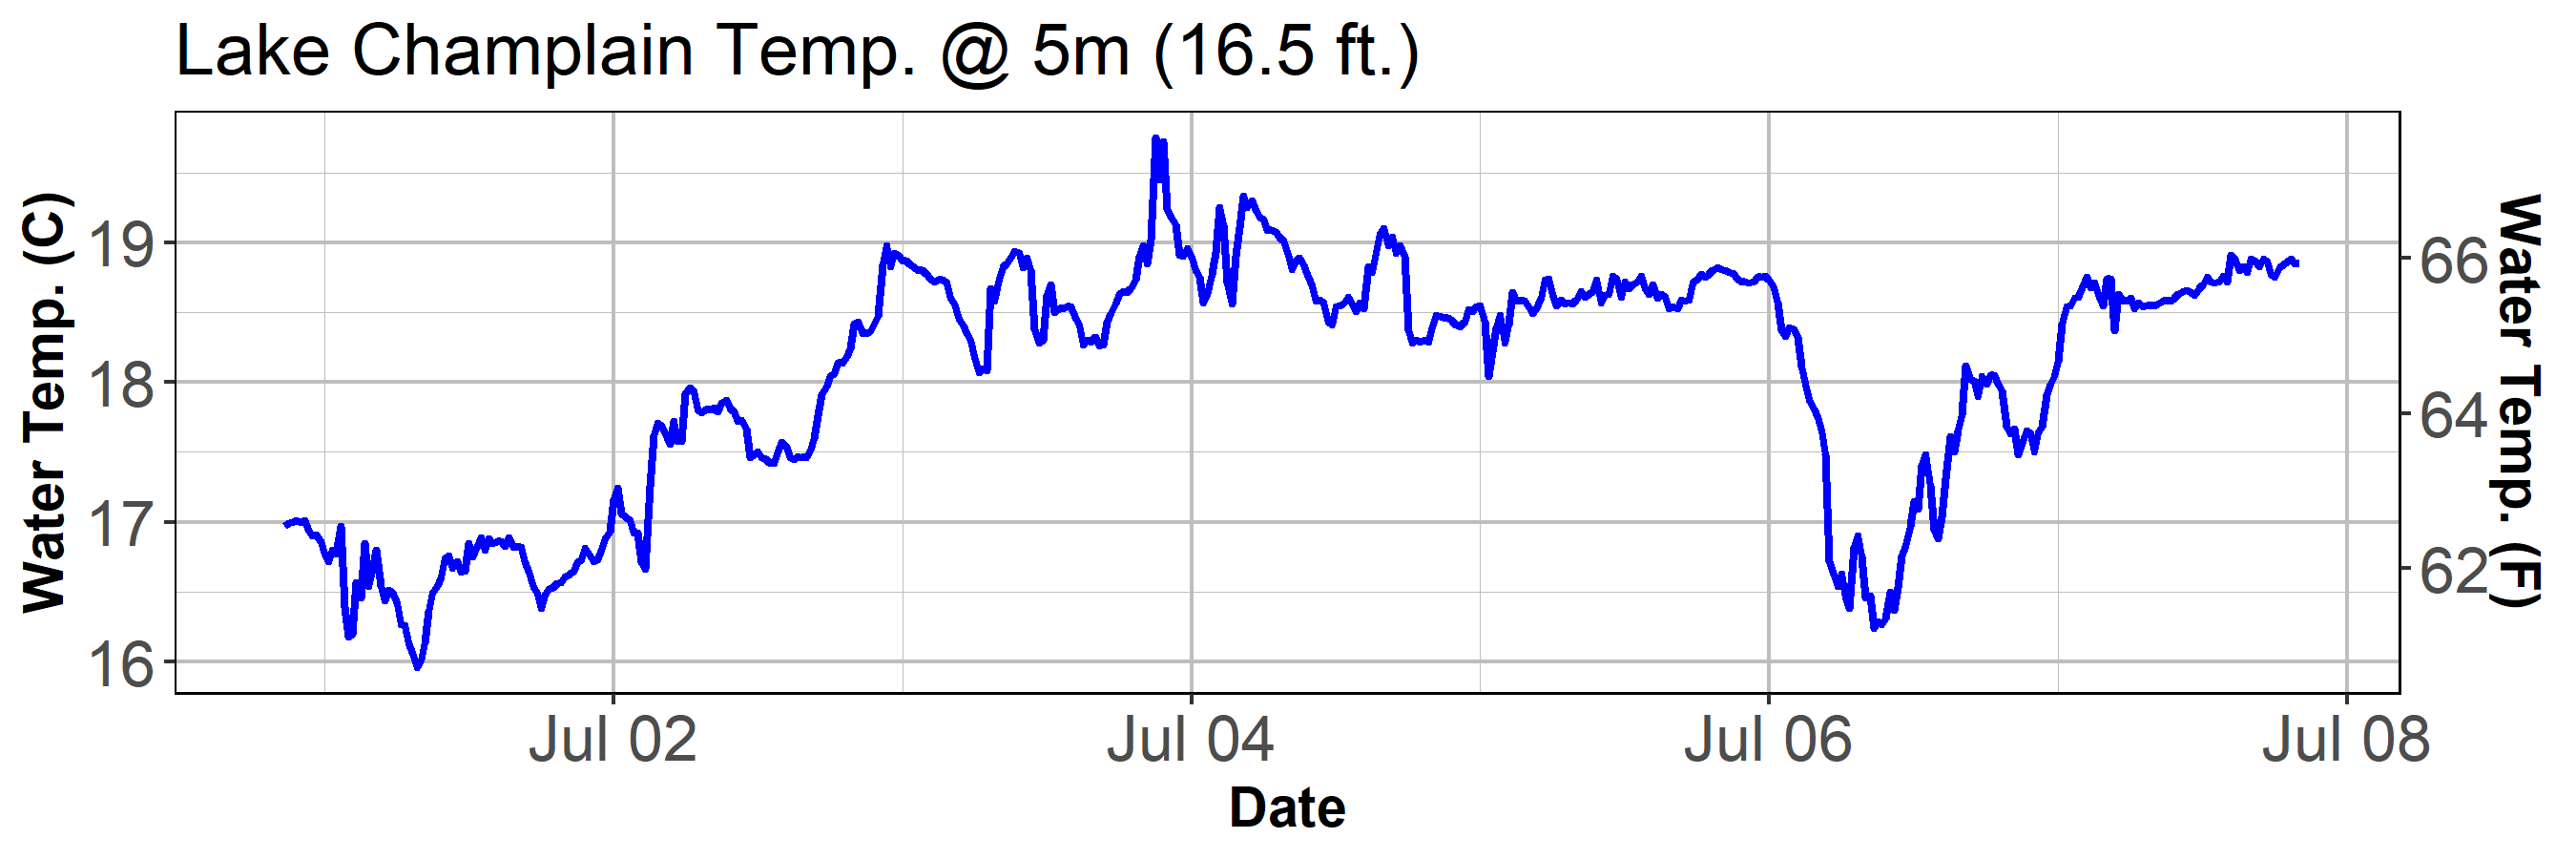 Lake Champlain Temp. @ 5m (16.5 ft.)
Water Temp. (C)
19
18
17
16
66
64
62
Water Temp. (F)
Jul 02 Jul 04 Jul 06 Jul 08
Date